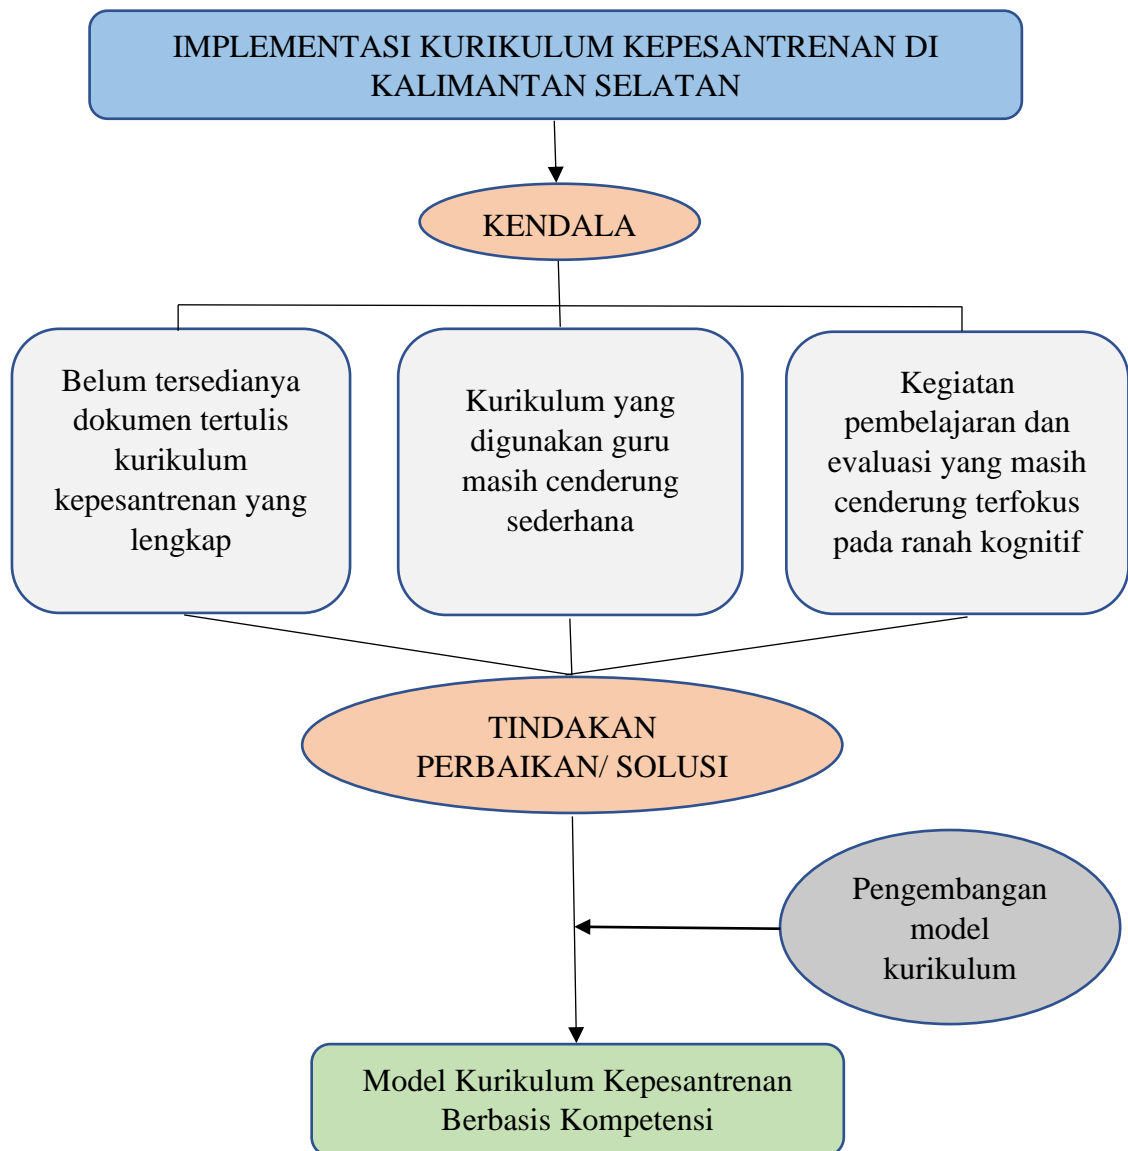 IMPLEMENTASI KURIKULUM KEPESANTRENAN DI
KALIMANTAN SELATAN
KENDALA
Belum tersedianya
dokumen tertulis
kurikulum
kepesantrenan yang
lengkap
Kurikulum yang
digunakan guru
masih cenderung
sederhana
Kegiatan
pembelajaran dan
evaluasi yang masih
cenderung terfokus
pada ranah kognitif
TINDAKAN
PERBAIKAN/ SOLUSI
Pengembangan
model
kurikulum
Model Kurikulum Kepesantrenan
Berbasis Kompetensi